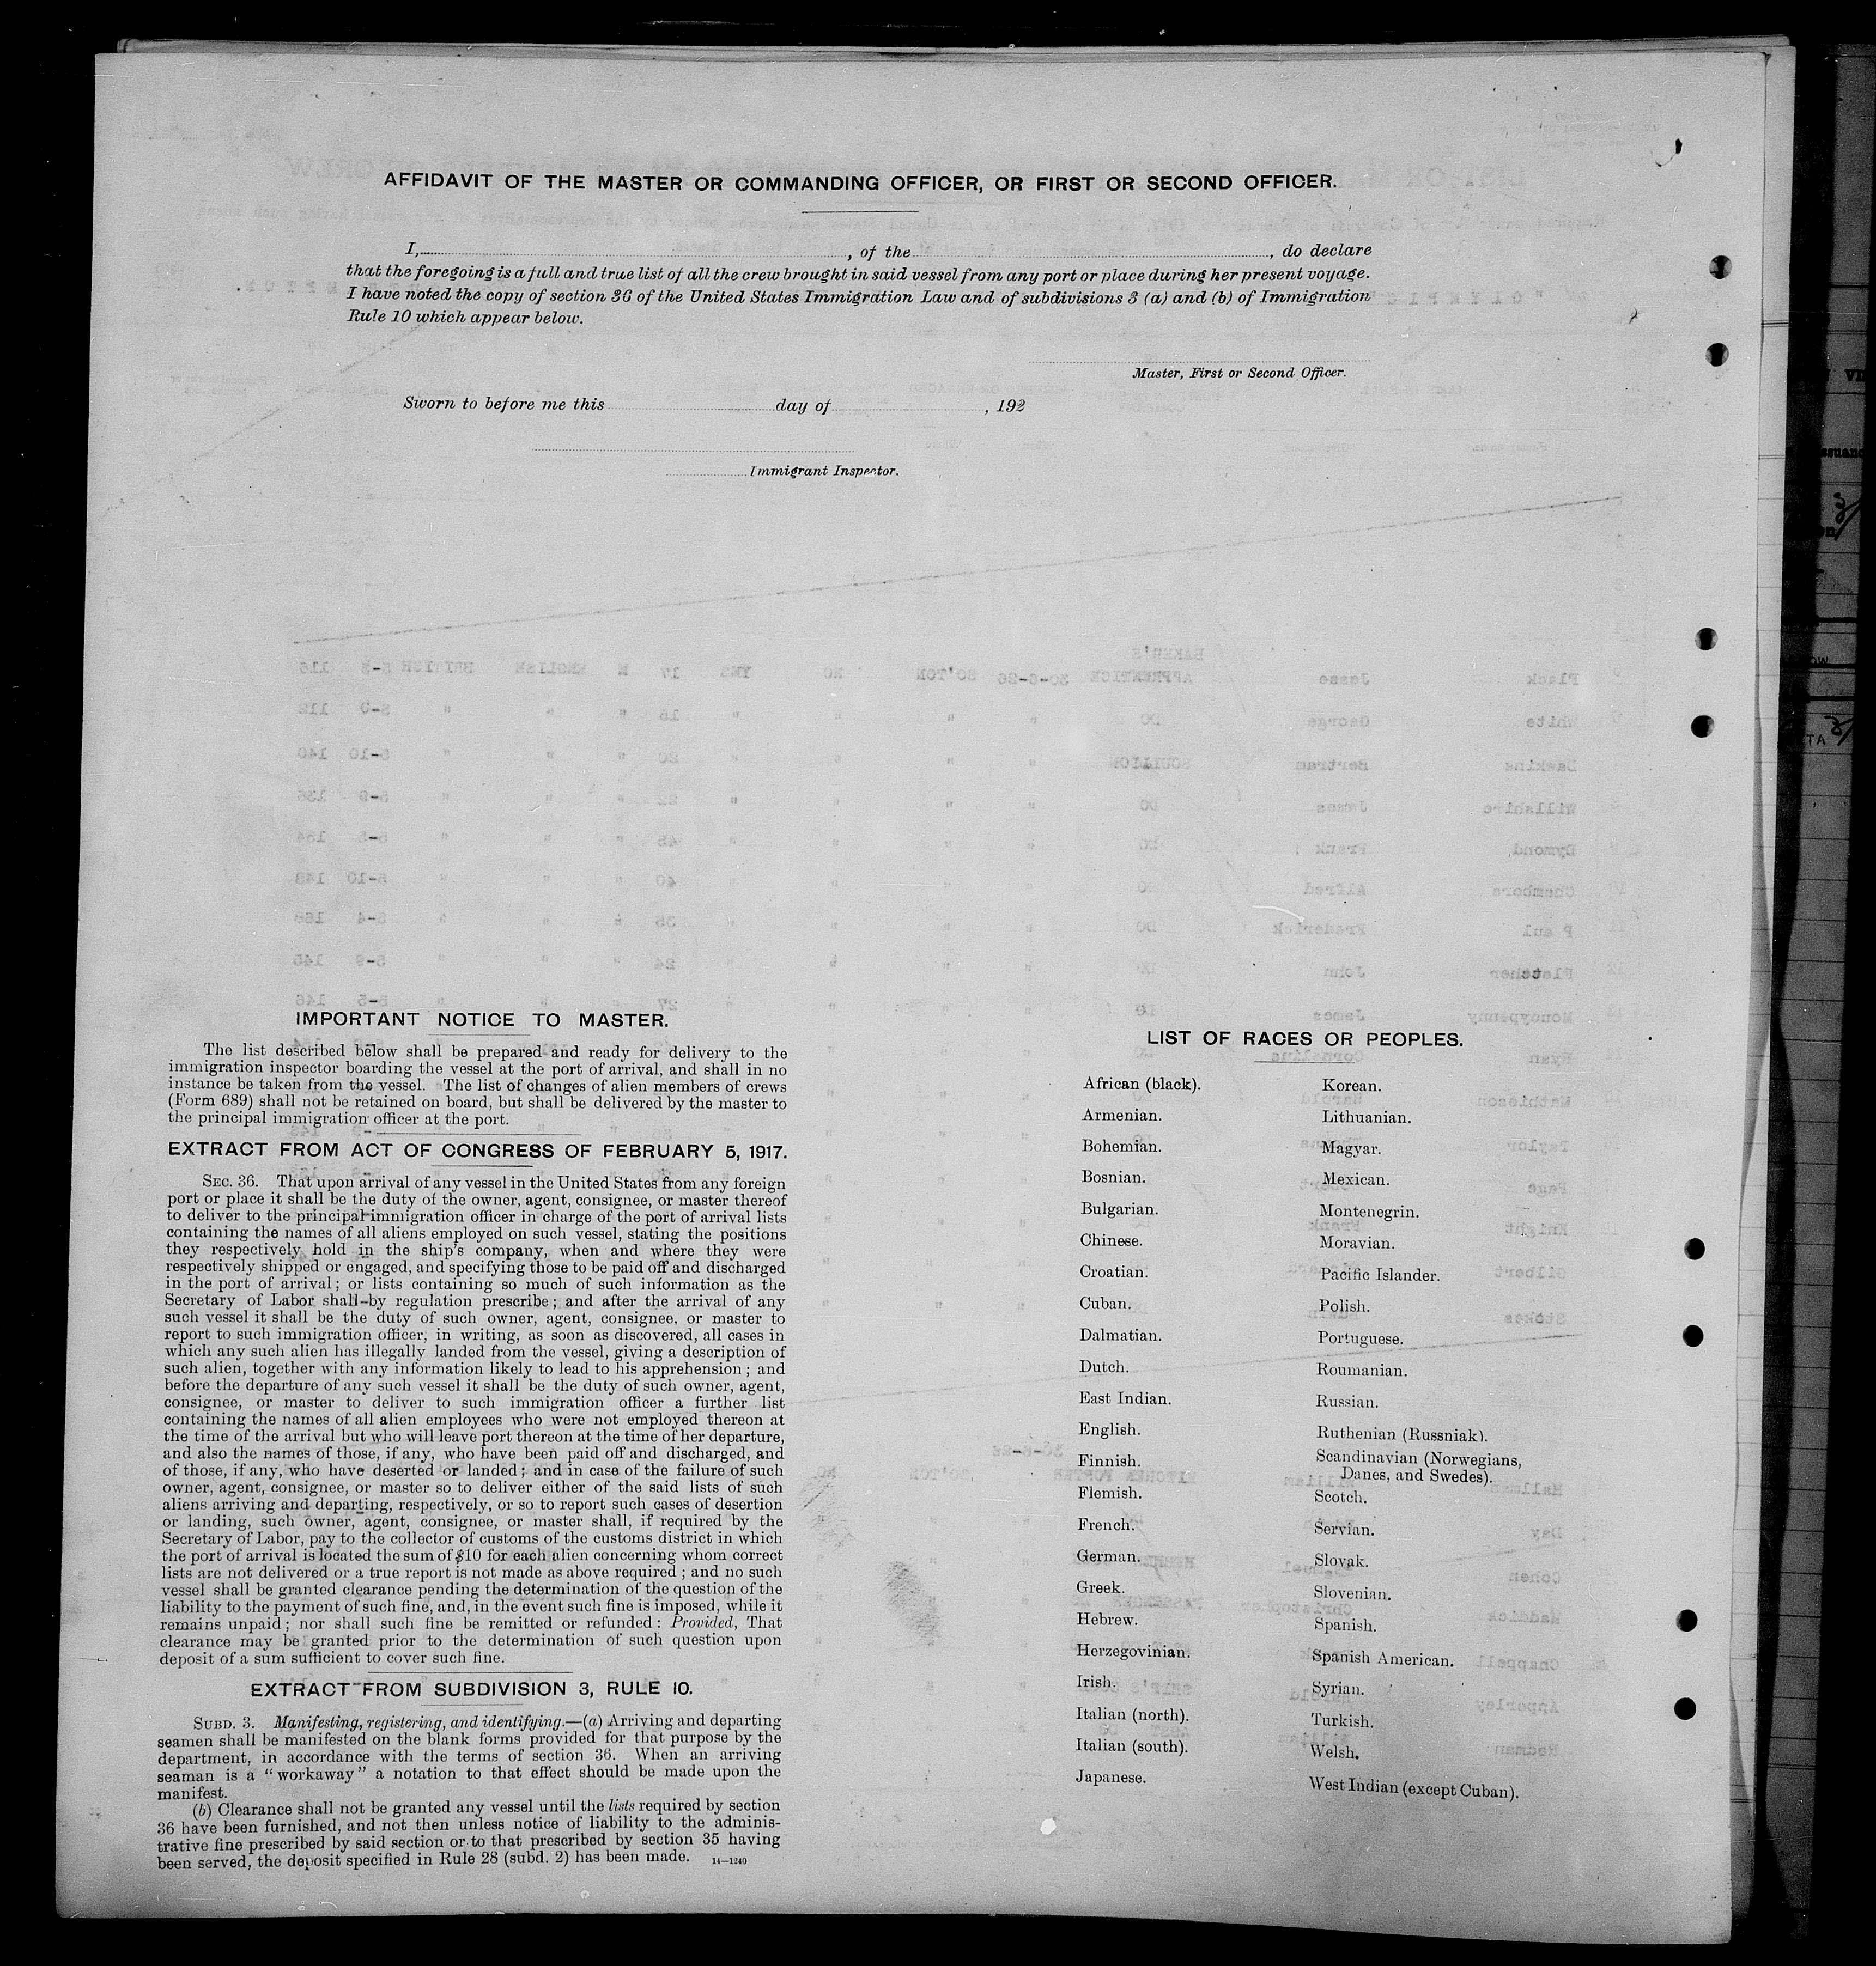 AFFIDAVIT OF THE MASTER OR COMMANDING OFFICER, OR FIRST OR SECOND OFFICER.
I, , of the , do declare
that the foregoing is a full and true list of all the crew brought in said vessel from any port or place during her present voyage.
I have noted the copy of section 36 of the United States Immigration Law and of subdivisions 3 (a) and (b) of Immigration
Rule 10 which appear below.
Master, First or Second Officer.
Sworn to before me this day of , 192
Immigrant Inspector.
IMPORTANT NOTICE TO MASTER.
The list described below shall be prepared and ready for delivery to the
immigration inspector boarding the vessel at the port of arrival, and shall in no
instance be taken from the vessel. The list of changes of alien members of crews
(Form 689) shall not be retained on board, but shall be delivered by the master to
the principal immigration officer at the port.
EXTRACT FROM ACT OF CONGRESS OF FEBRUARY 5, 1917.
SEC. 36. That upon arrival of any vessel in the United States from any foreign
port or place it shall be the duty of the owner, agent, consignee, or master thereof
to deliver to the principal immigration officer in charge of the port of arrival lists
containing the names of all aliens employed on such vessel, stating the positions
they respectively hold in the ship's company, when and where they were
respectively shipped or engaged, and specifying those to be paid off and discharged
in the port of arrival; or lists containing so much of such information as the
Secretary of Labor shall by regulation prescribe; and after the arrival of any
such vessel it shall be the duty of such owner, agent, consignee, or master to
report to such immigration officer, in writing, as soon as discovered, all cases in
which any such alien has illegally landed from the vessel, giving a description of
such alien, together with any information likely to lead to his apprehension; and
before the departure of any such vessel it shall be the duty of such owner, agent,
consignee, or master to deliver to such immigration officer a further list
containing the names of all alien employees who were not employed thereon at
the time of the arrival but who will leave port thereon at the time of her departure,
and also the names of those, if any, who have been paid off and discharged, and
of those, if any, who have deserted or landed; and in case of the failure of such
owner, agent, consignee, or master so to deliver either of the said lists of such
aliens arriving and departing, respectively, or so to report such cases of desertion
or landing, such owner, agent, consignee, or master shall, if required by the
Secretary of Labor, pay to the collector of customs of the customs district in which
the port of arrival is located the sum of $10 for each alien concerning whom correct
lists are not delivered or a true report is not made as above required; and no such
vessel shall be granted clearance pending the determination of the question of the
liability to the payment of such fine, and, in the event such fine is imposed, while it
remains unpaid; nor shall such fine be remitted or refunded: Provided, That
clearance may be granted prior to the determination of such question upon
deposit of a sum sufficient to cover such fine.
EXTRACT FROM SUBDIVISION 3, RULE 10.
SUBD. 3. Manifesting, registering, and identifying.—(a) Arriving and departing
seamen shall be manifested on the blank forms provided for that purpose by the
department, in accordance with the terms of section 36. When an arriving
seaman is a "workaway" a notation to that effect should be made upon the
manifest.
(b) Clearance shall not be granted any vessel until the lists required by section
36 have been furnished, and not then unless notice of liability to the adminis-
trative fine prescribed by said section or to that prescribed by section 35 having
been served, the deposit specified in Rule 28 (subd. 2) has been made. 14—1240
LIST OF RACES OR PEOPLES.
African (black).
Armenian.
Bohemian.
Bosnian.
Bulgarian.
Chinese.
Croatian.
Cuban.
Dalmatian.
Dutch.
East Indian.
English.
Finnish.
Flemish.
French.
German.
Greek.
Hebrew.
Herzegovinian.
Irish.
Italian (north).
Italian (south).
Japanese.
Korean.
Lithuanian.
Magyar.
Mexican.
Montenegrin.
Moravian.
Pacific Islander.
Polish.
Portuguese.
Roumanian.
Russian.
Ruthenian (Russniak).
Scandinavian (Norwegians,
Danes, and Swedes).
Scotch.
Servian.
Slovak.
Slovenian.
Spanish.
Spanish American.
Syrian.
Turkish.
Welsh.
West Indian (except Cuban).